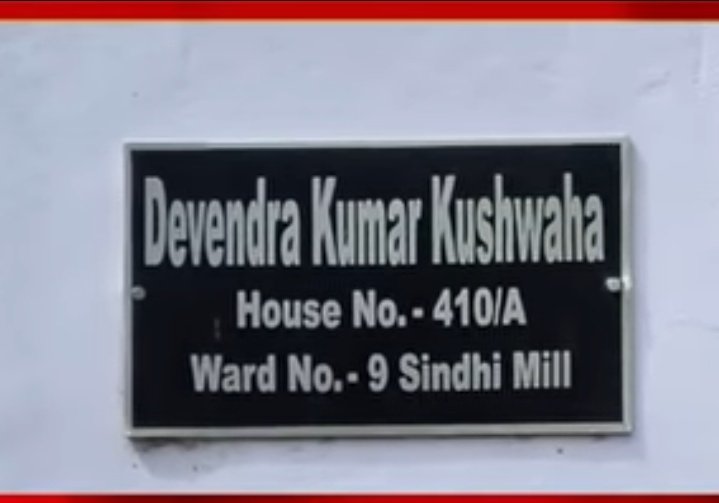 Devendra Kumar Kushwaha
House No.- 410/A
Ward No.- 9 Sindhi Mill